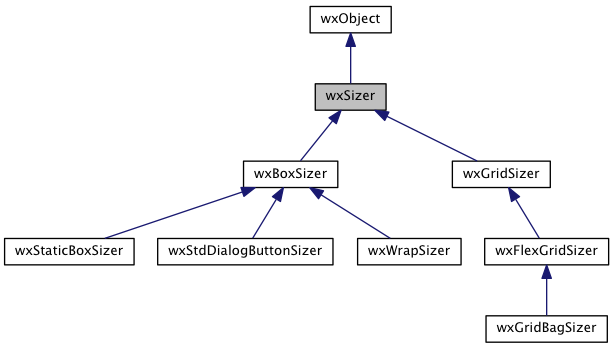 wxObject
wxSizer
wxBoxSizer
wxGridSizer
wxStaticBoxSizer
wxStdDialogButtonSizer
wxWrapSizer
wxFlexGridSizer
wxGridBagSizer